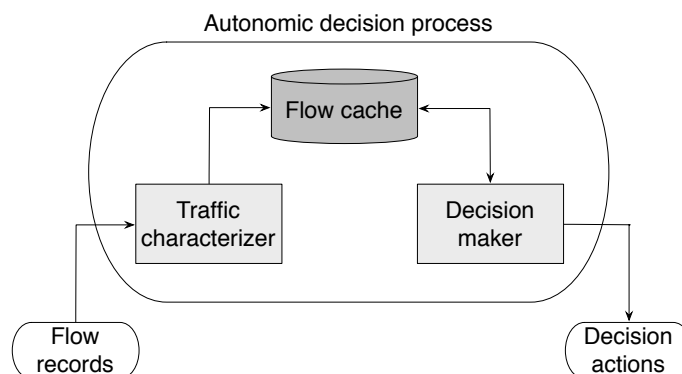 Autonomic decision process
Flow cache
Traffic
characterizer
Decision
maker
Flow
records
Decision
actions